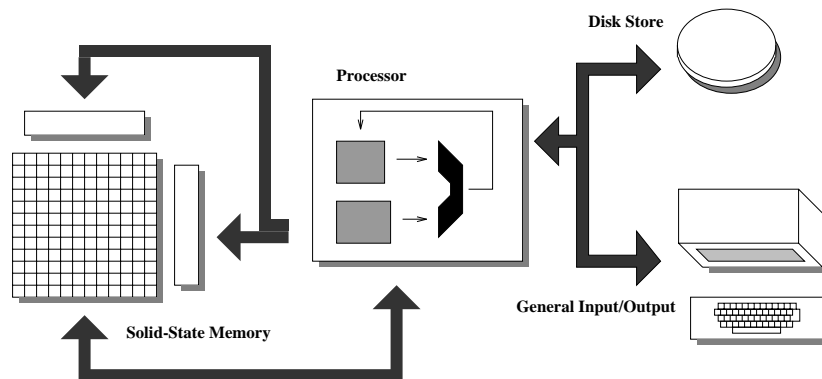 Disk Store
Processor
General Input/Output
Solid-State Memory